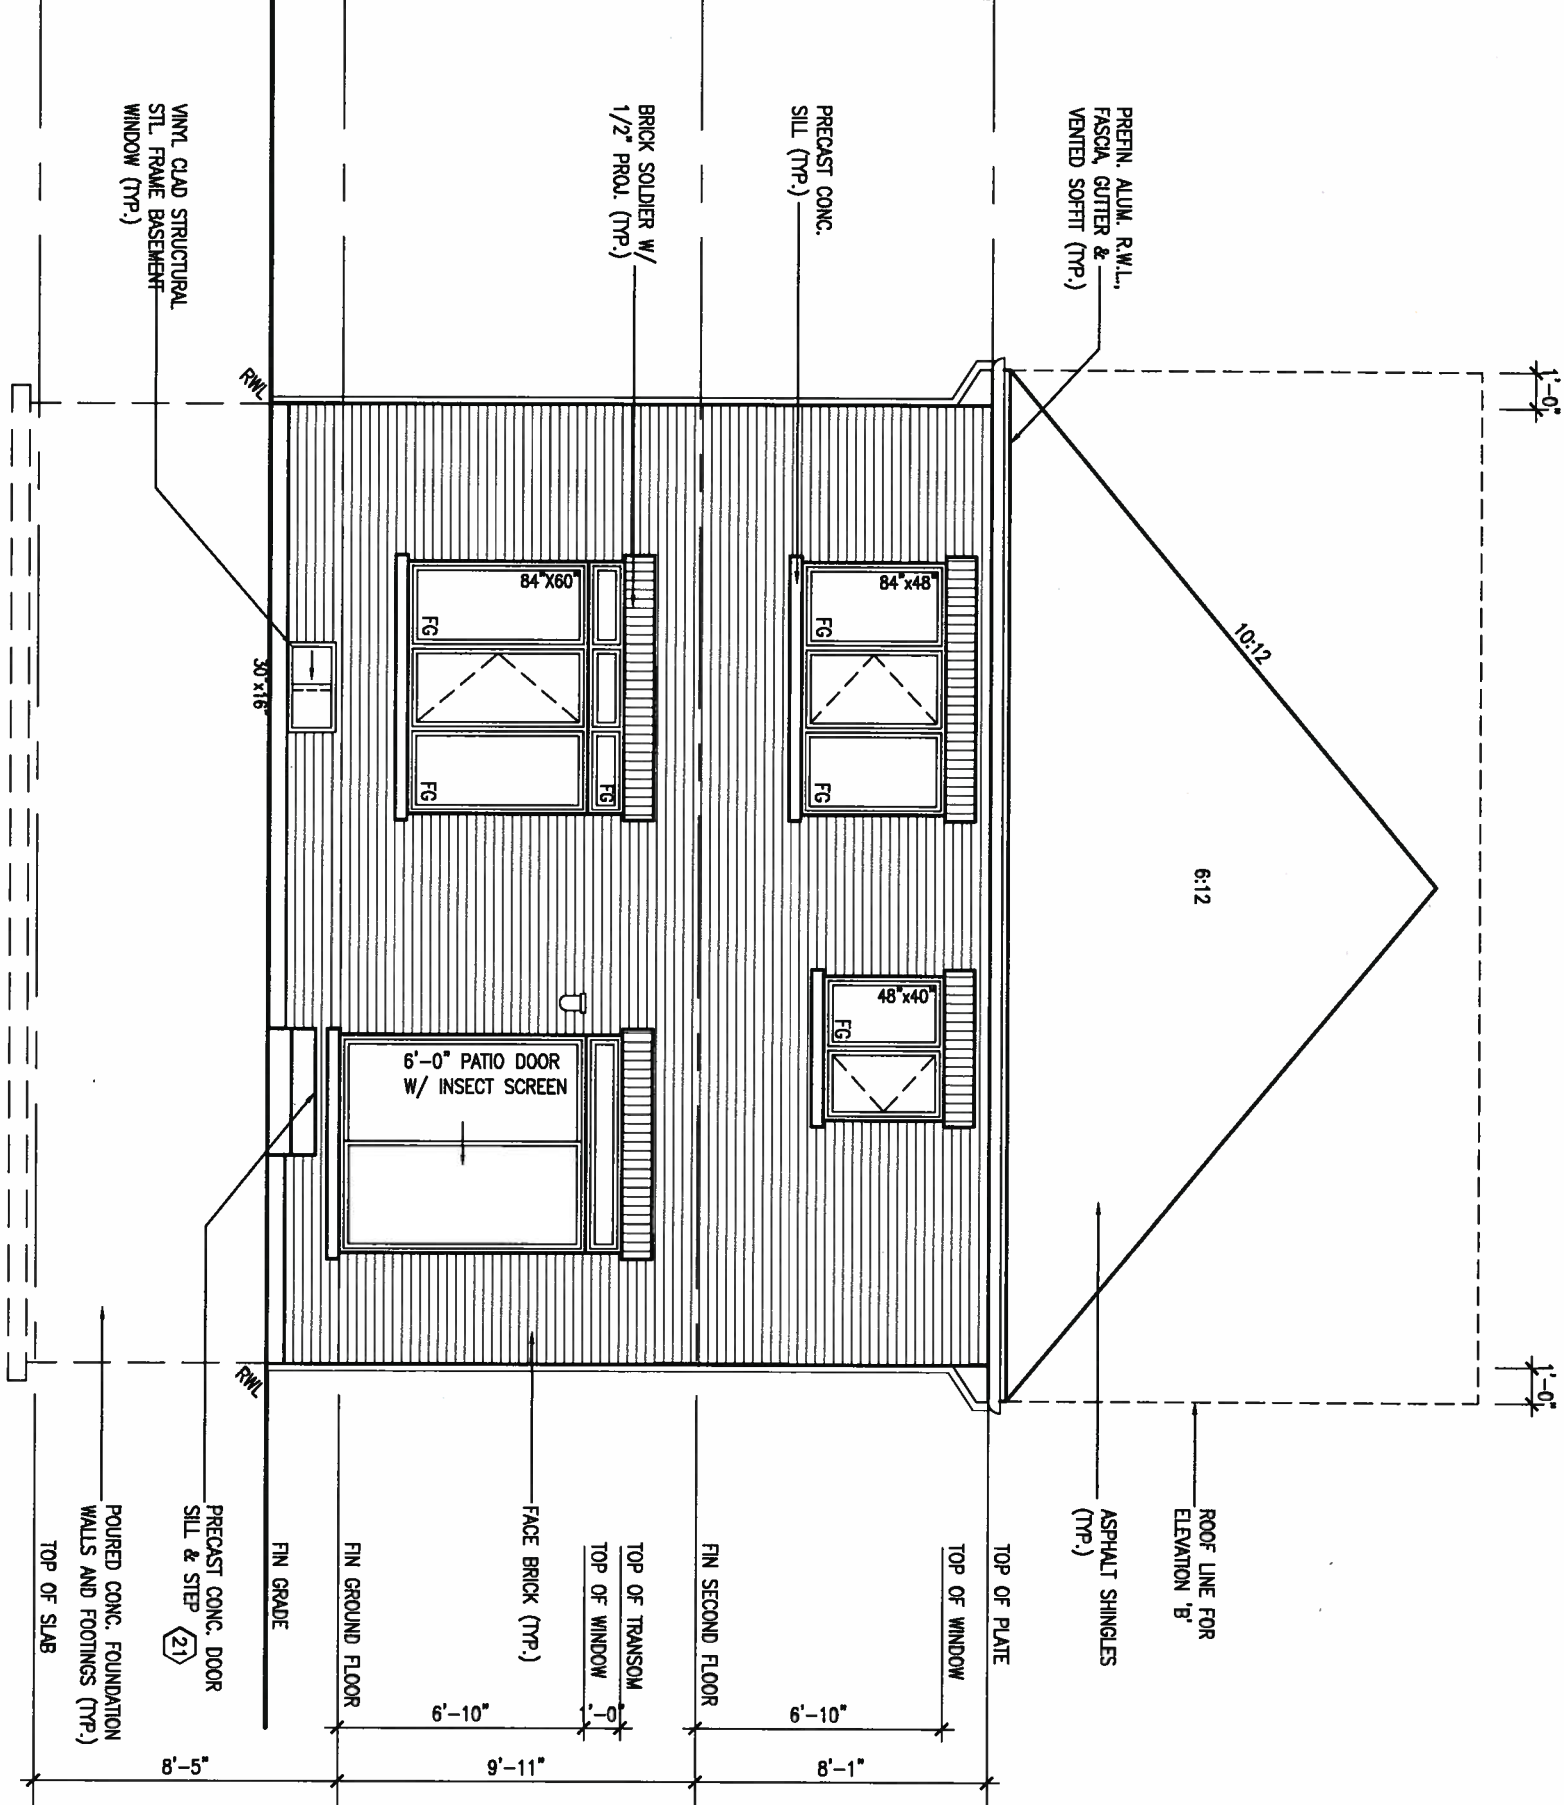 1'-0"
1'-0"
PREFIN. ALUM. R.W.L.,
FASCIA, GUTTER &
VENTED SOFFIT (TYP.)
PRECAST CONC.
SILL (TYP.)
BRICK SOLDIER W/
1/2" PROJ. (TYP.)
VINYL CLAD STRUCTURAL
STL. FRAME BASEMENT
WINDOW (TYP.)
10:12
6:12
84"x48"
FG
FG
48"x40"
FG
84"X60"
FG
FG
FG
6'-0" PATIO DOOR
W/ INSECT SCREEN
30"x16"
RWL
RWL
ROOF LINE FOR
ELEVATION 'B'
ASPHALT SHINGLES
(TYP.)
TOP OF PLATE
TOP OF WINDOW
FIN SECOND FLOOR
TOP OF TRANSOM
TOP OF WINDOW
FACE BRICK (TYP.)
FIN GROUND FLOOR
FIN GRADE
PRECAST CONC. DOOR
SILL & STEP
21
POURED CONC. FOUNDATION
WALLS AND FOOTINGS (TYP.)
TOP OF SLAB
6'-10"
1'-0"
6'-10"
8'-1"
9'-11"
8'-5"